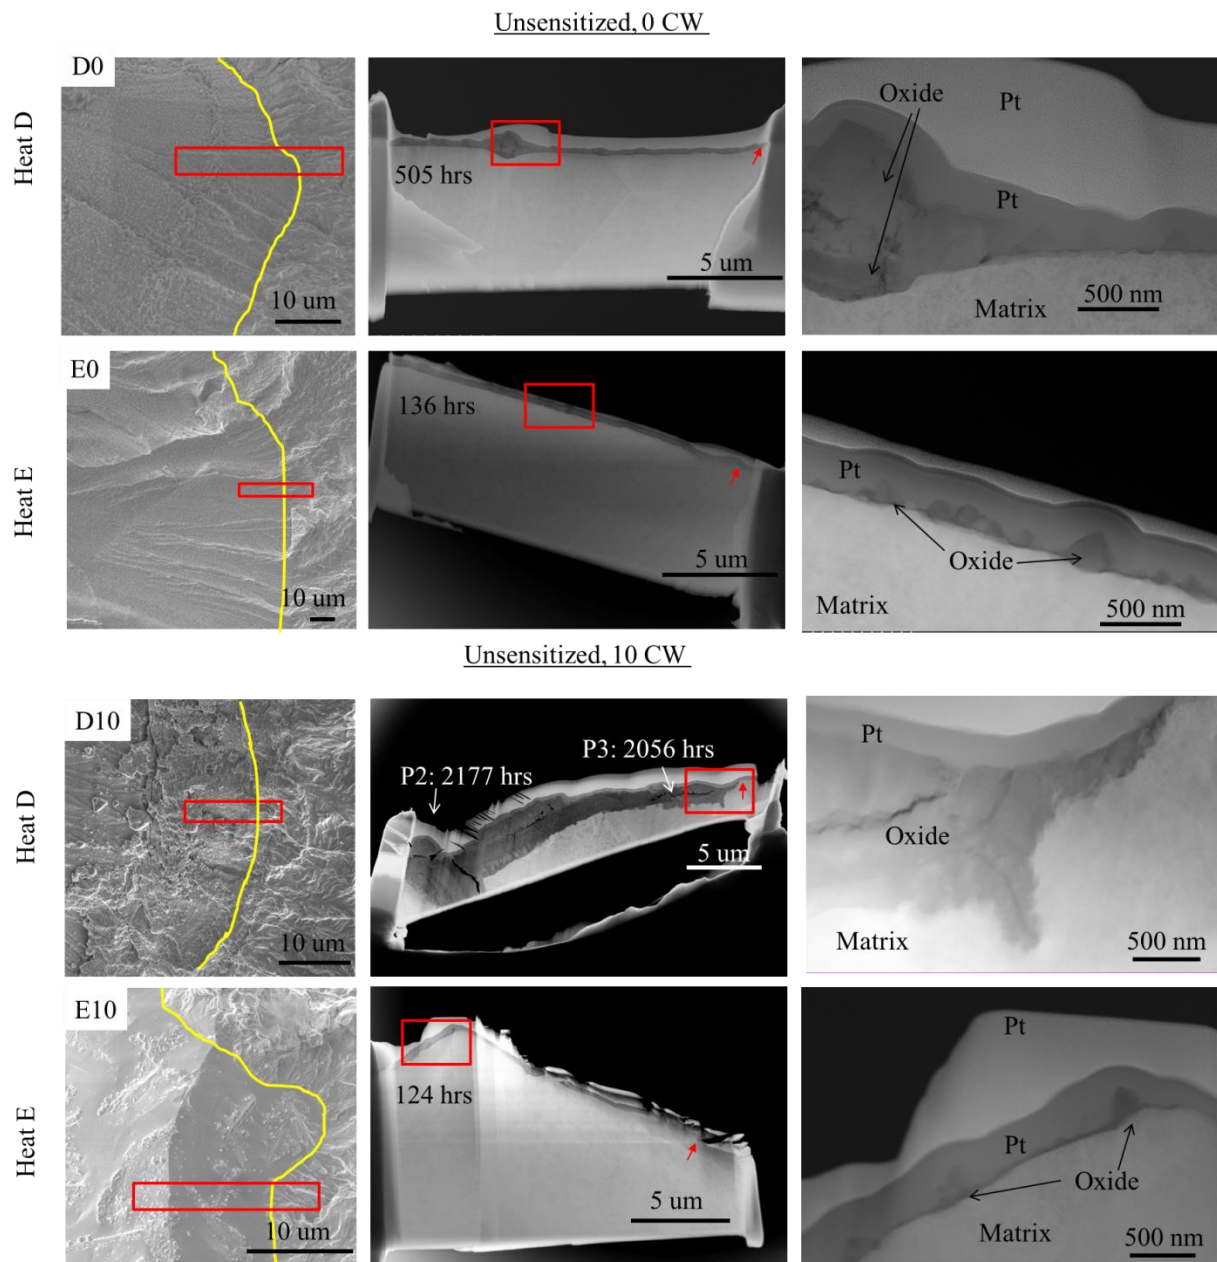 Unsensitized, 0 CW
Heat D
D0
10 um
505 hrs
5 um
Oxide
Pt
Pt
Matrix
500 nm
Heat E
E0
10 um
136 hrs
5 um
Pt
Oxide
Matrix
500 nm
Unsensitized, 10 CW
Heat D
D10
10 um
P2: 2177 hrs
P3: 2056 hrs
5 um
Pt
Oxide
Matrix
500 nm
Heat E
E10
10 um
124 hrs
5 um
Pt
Pt
Oxide
Matrix
500 nm